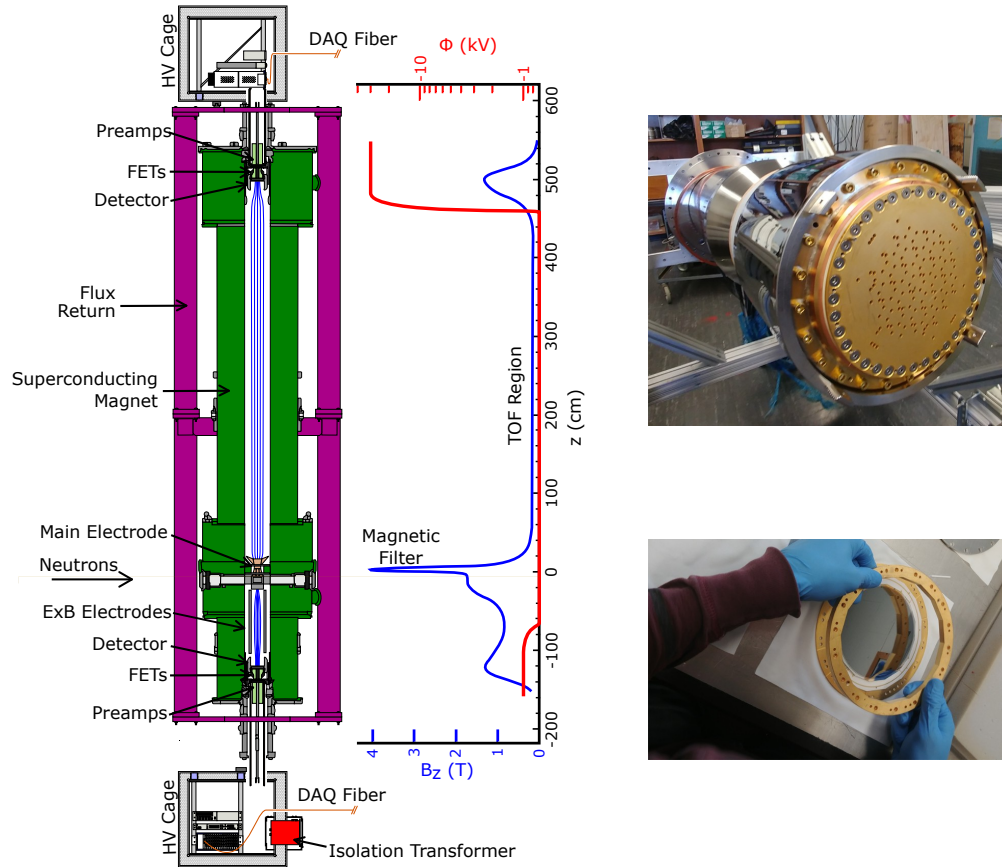 HV Cage
DAQ Fiber
Preamps
FETs
Detector
Flux
Return
Superconducting
Magnet
Main Electrode
Neutrons
ExB Electrodes
Detector
FETs
Preamps
HV Cage
DAQ Fiber
Isolation Transformer
Φ (kV)
-10
-1
600
500
400
300
200
100
0
-100
-200
z (cm)
TOF Region
Magnetic
Filter
4
3
2
1
0
Bz (T)